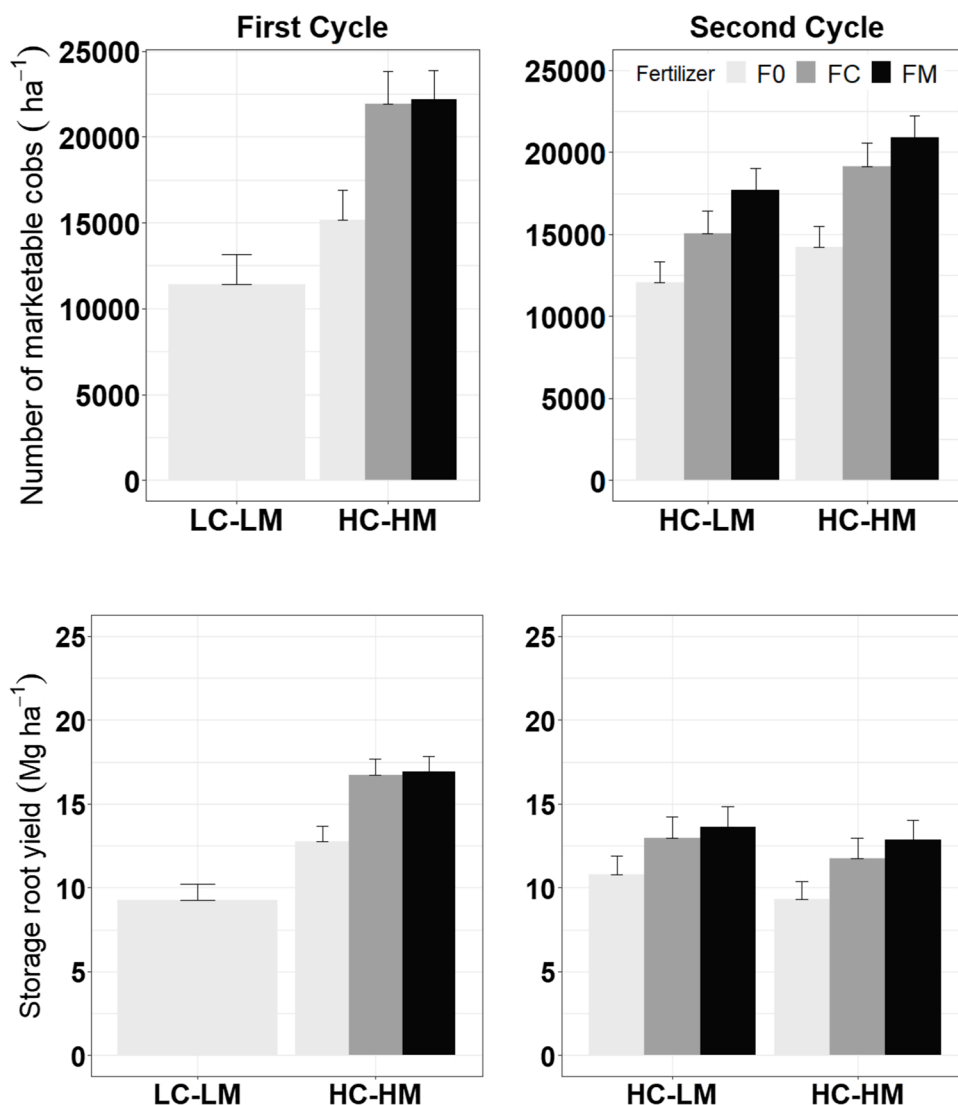 First Cycle
Second Cycle
Number of marketable cobs ( ha⁻¹)
25000
20000
15000
10000
5000
0
LC-LM HC-HM
Fertilizer F0 FC FM
25000
20000
15000
10000
5000
0
HC-LM HC-HM
Storage root yield (Mg ha⁻¹)
25
20
15
10
5
0
LC-LM HC-HM
25
20
15
10
5
0
HC-LM HC-HM